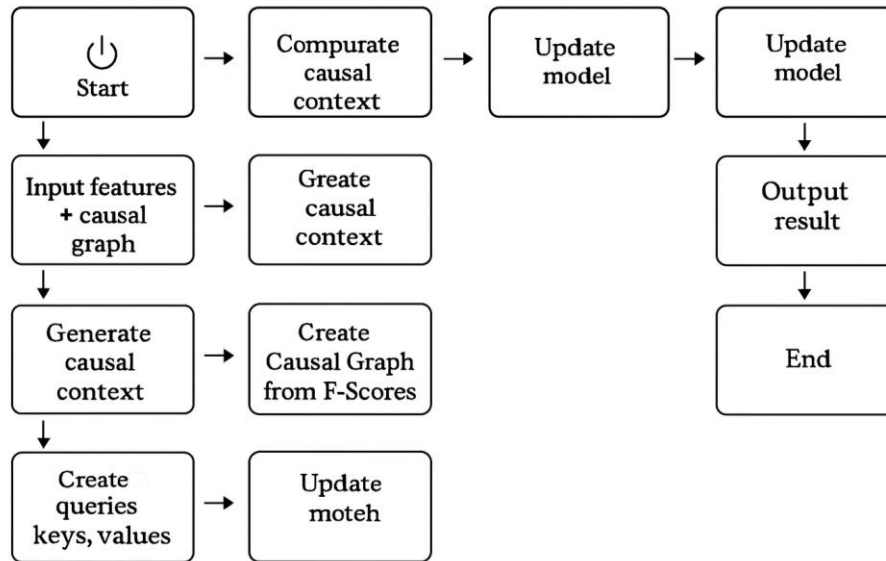 Start
Compurate
causal
context
Update
model
Update
model
Input features
+ causal
graph
Greate
causal
context
Output
result
Generate
causal
context
Create
Causal Graph
from F-Scores
End
Create
queries
keys, values
Update
moteh